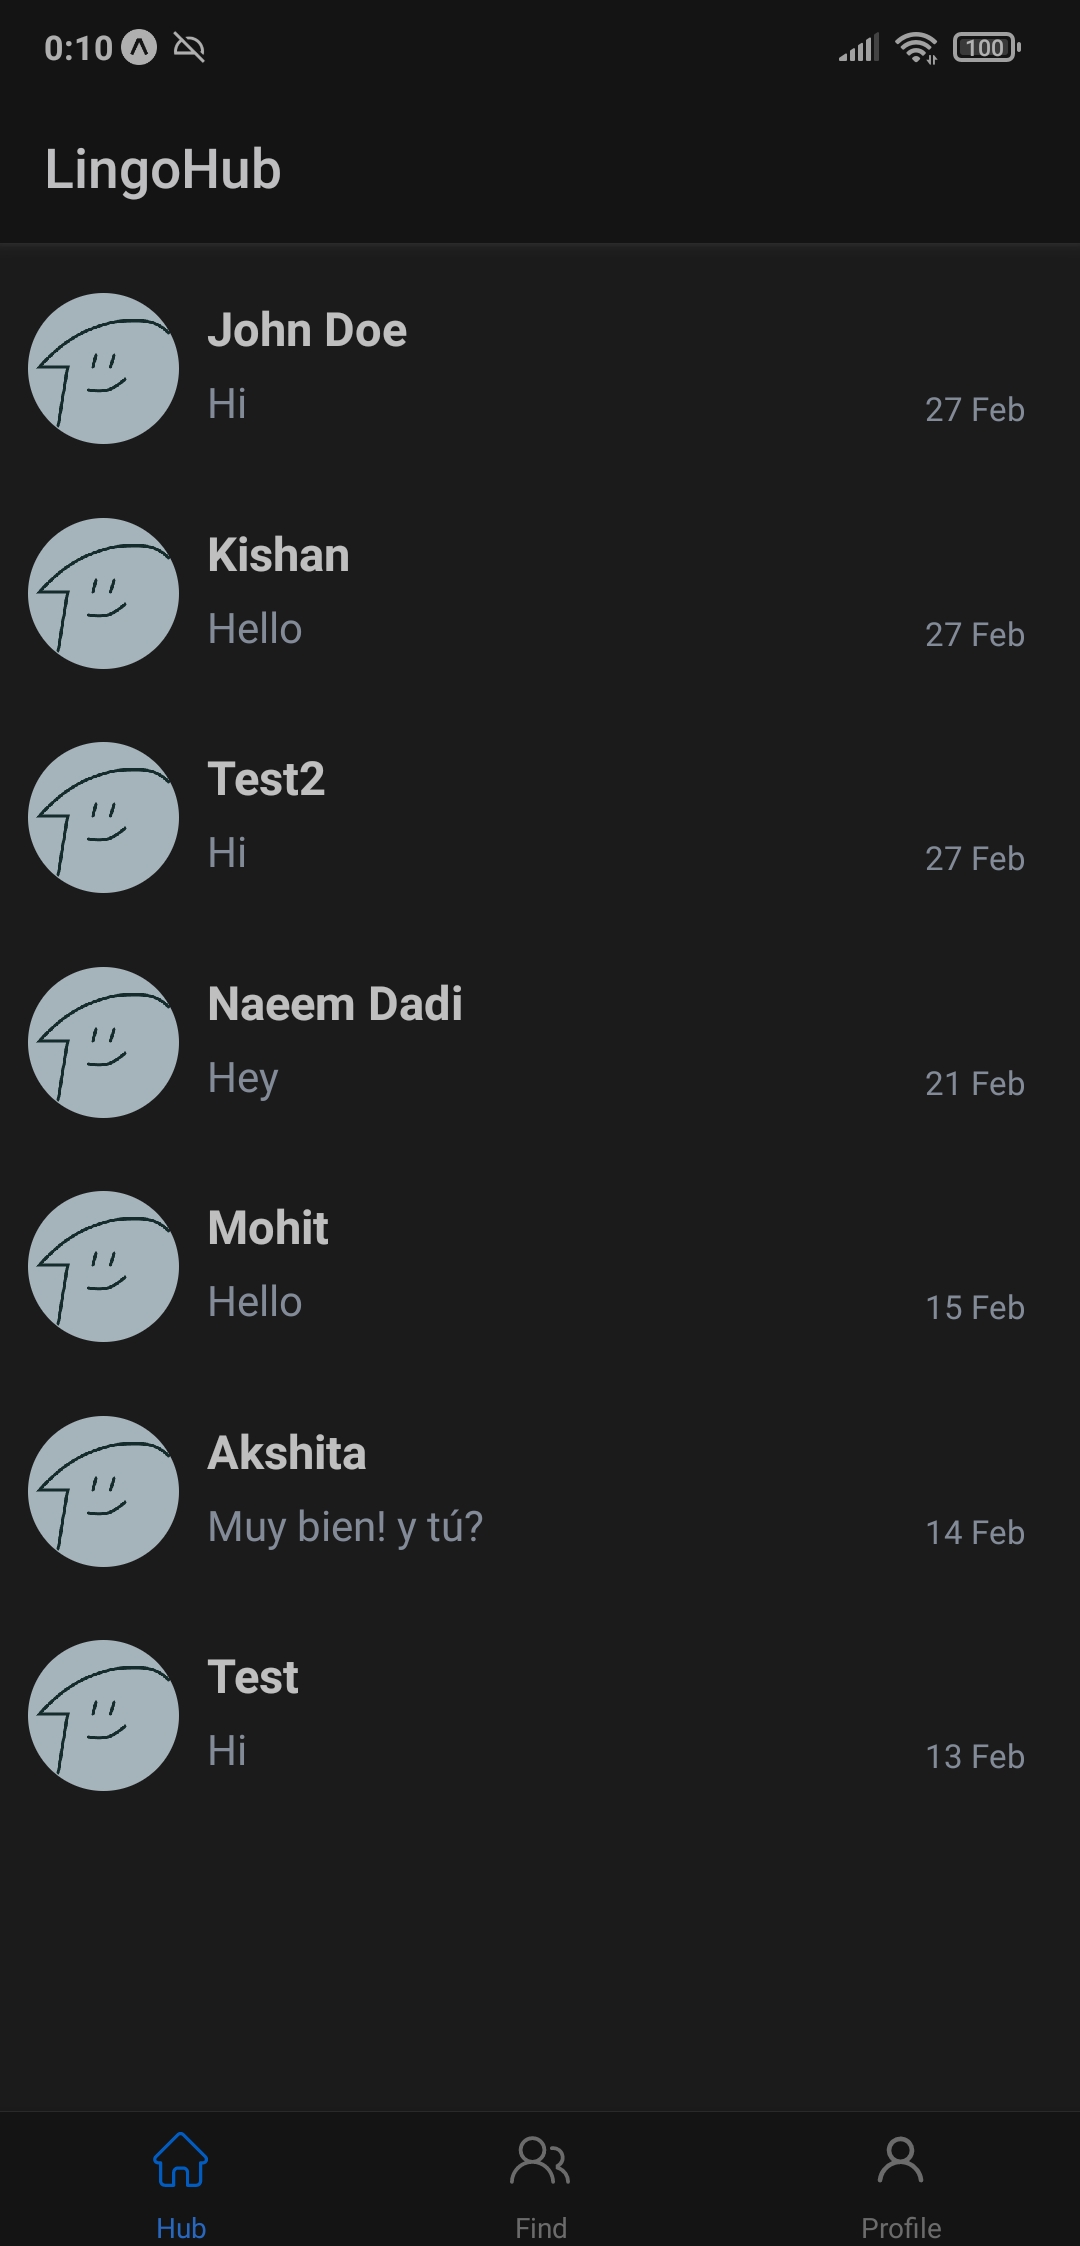 0:10
100
LingoHub
John Doe
Hi
27 Feb
Kishan
Hello
27 Feb
Test2
Hi
27 Feb
Naeem Dadi
Hey
21 Feb
Mohit
Hello
15 Feb
Akshita
Muy bien! y tú?
14 Feb
Test
Hi
13 Feb
Hub
Find
Profile